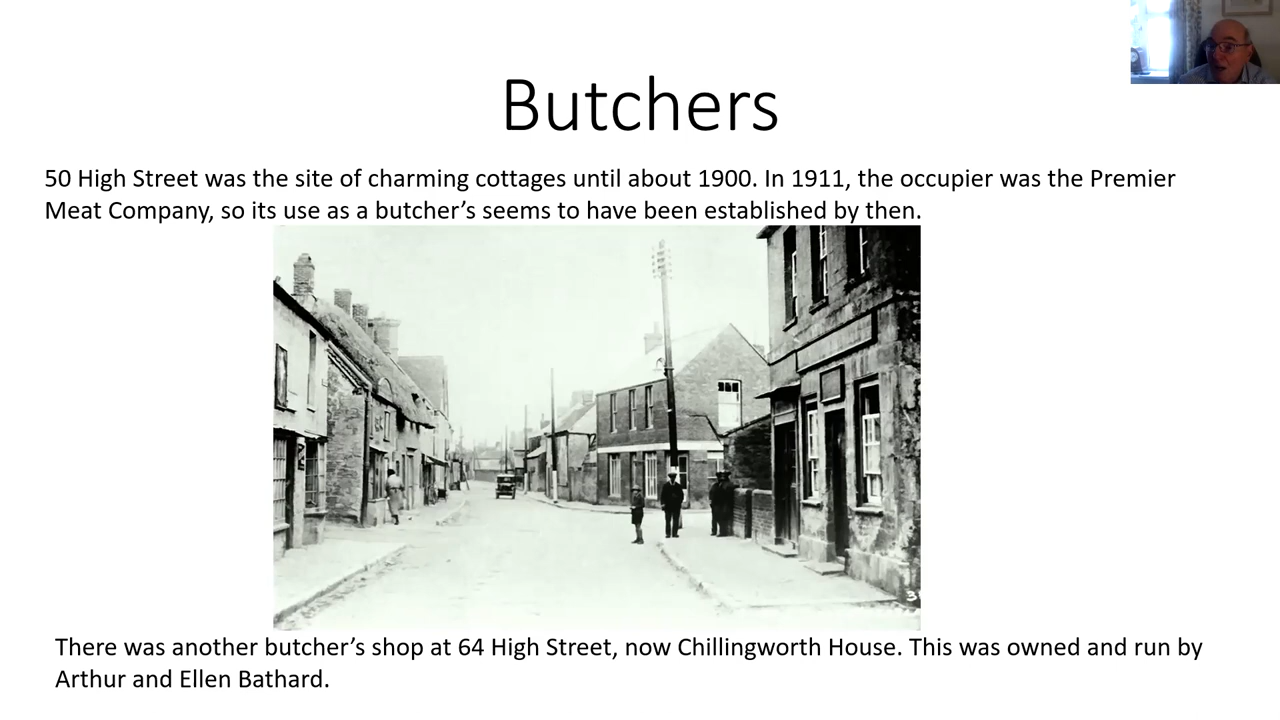 Butchers
50 High Street was the site of charming cottages until about 1900. In 1911, the occupier was the Premier
Meat Company, so its use as a butcher’s seems to have been established by then.
3
There was another butcher’s shop at 64 High Street, now Chillingworth House. This was owned and run by
Arthur and Ellen Bathard.